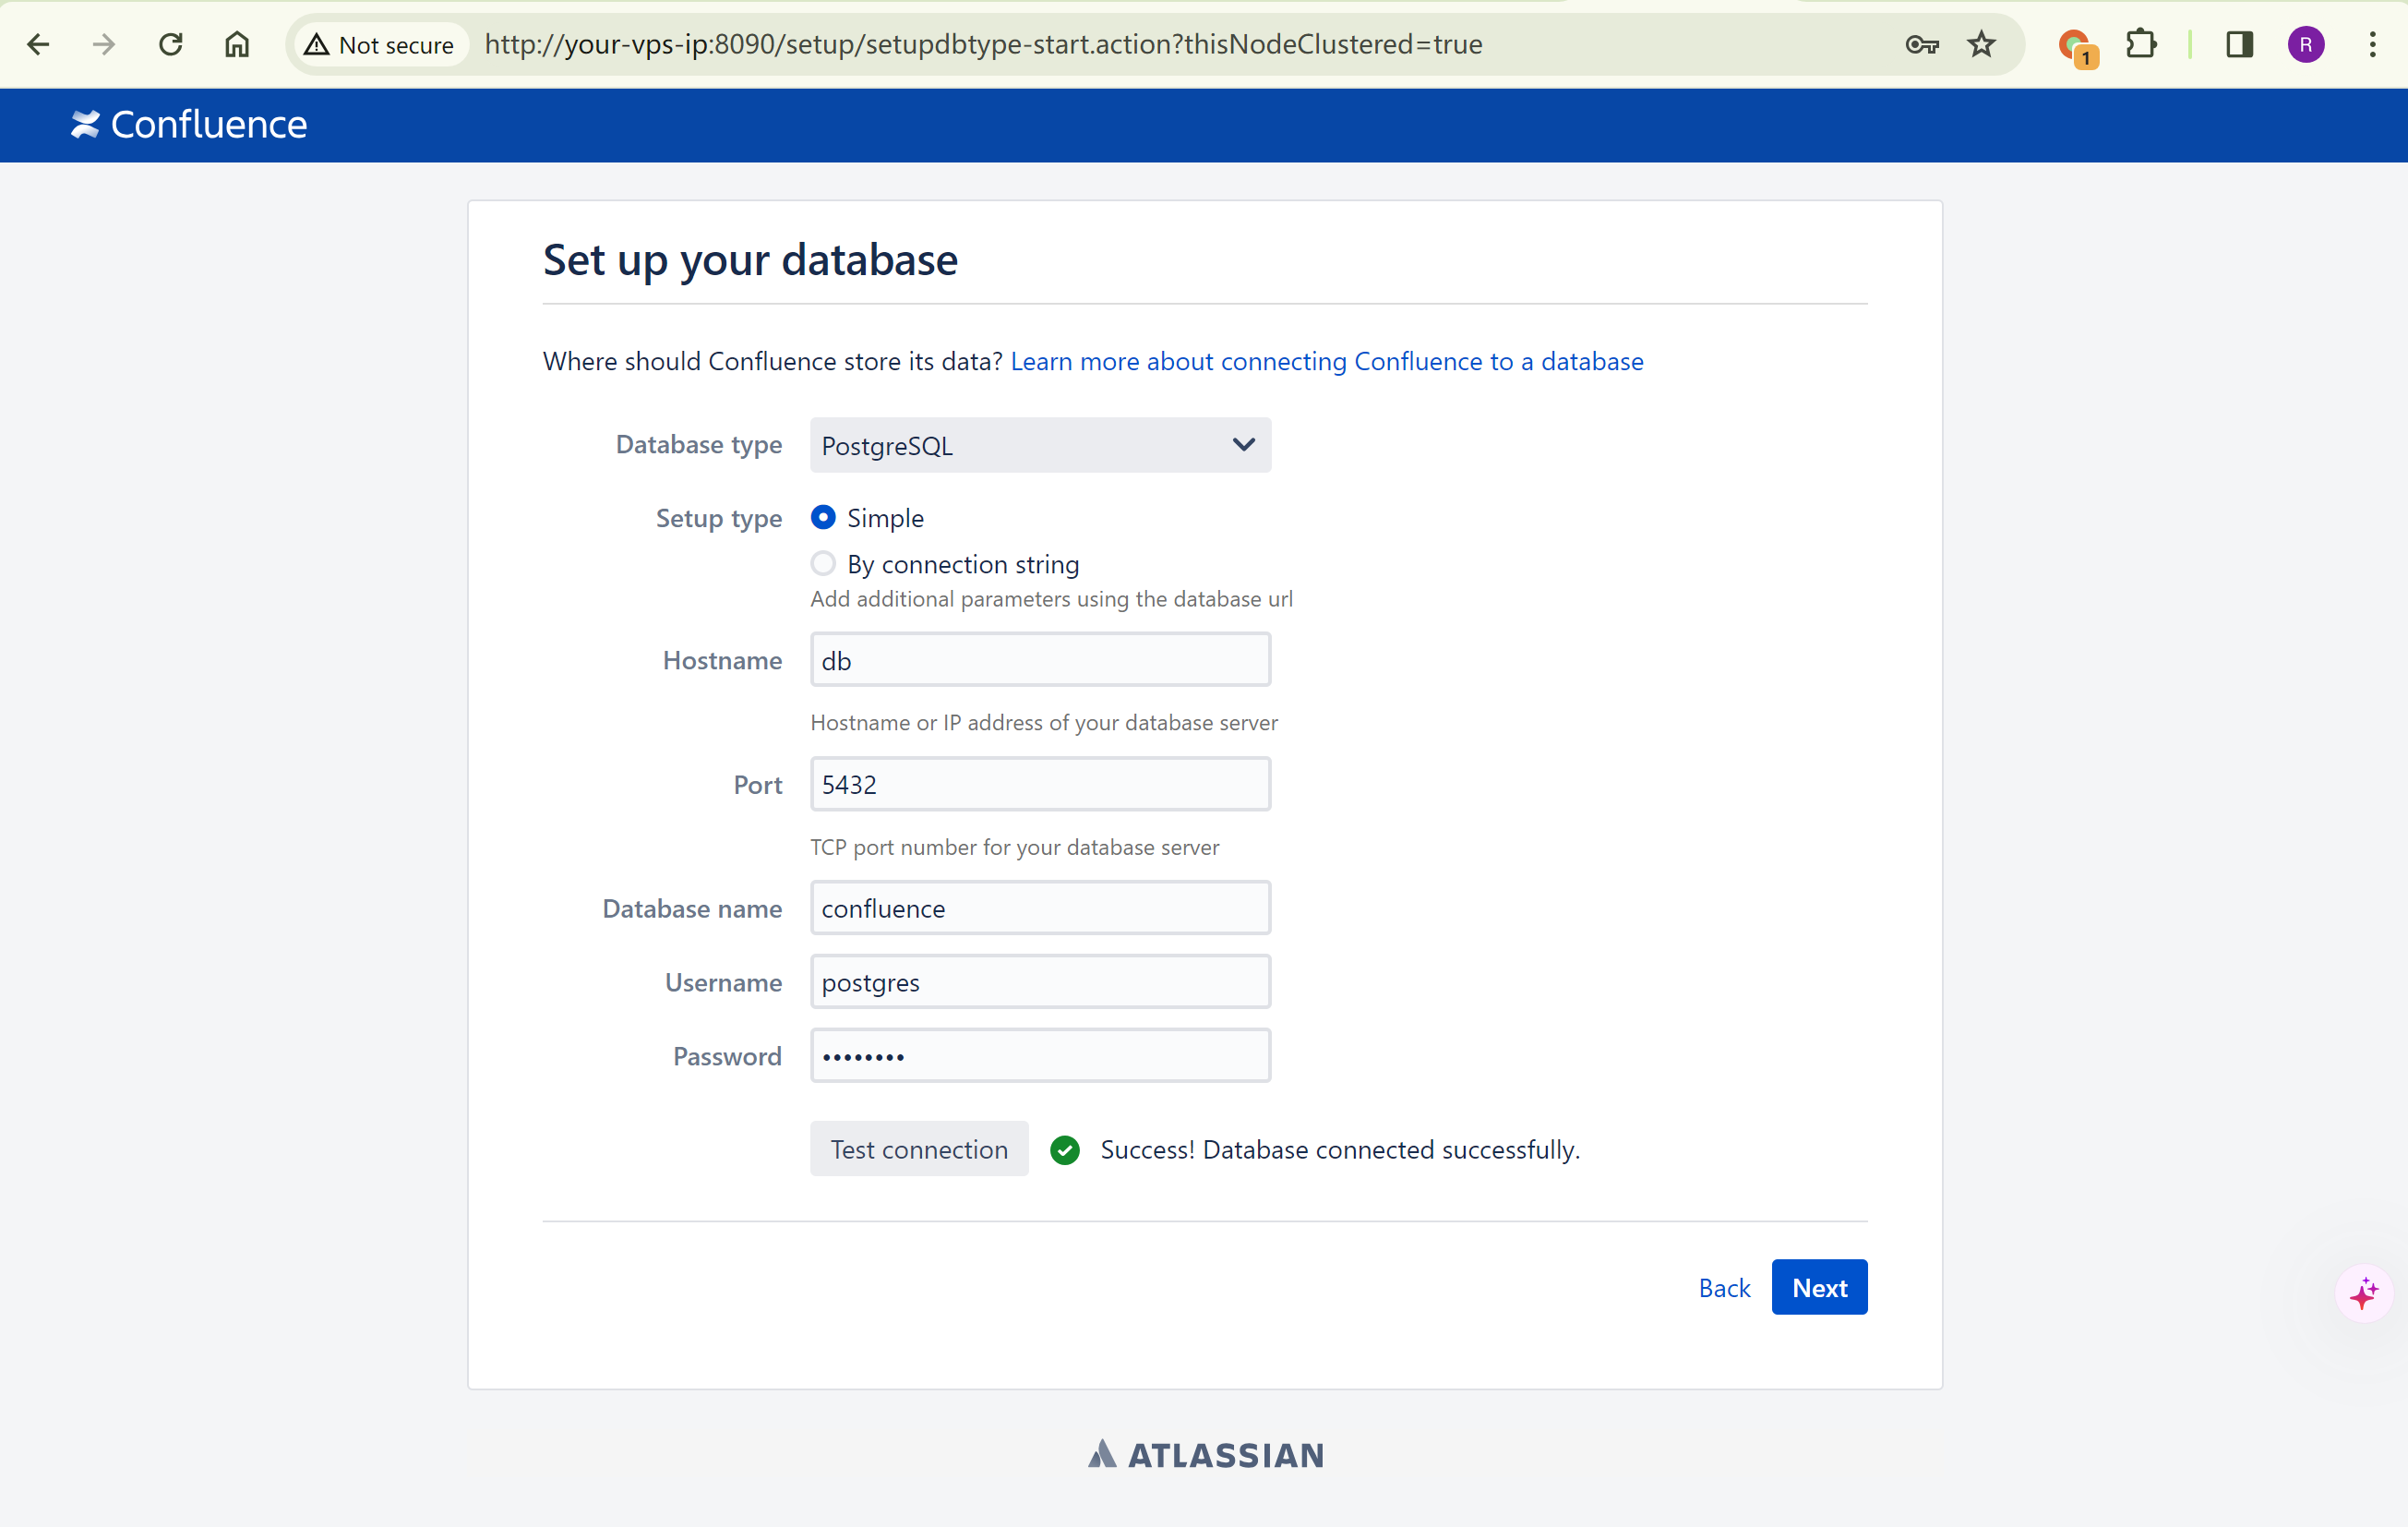 Not secure http://your-vps-ip:8090/setup/setupdbtype-start.action?thisNodeClustered=true 1 R
Confluence
Set up your database
Where should Confluence store its data? Learn more about connecting Confluence to a database
Database type PostgreSQL
Setup type Simple
By connection string
Add additional parameters using the database url
Hostname db
Hostname or IP address of your database server
Port 5432
TCP port number for your database server
Database name confluence
Username postgres
Password ••••••••
Test connection Success! Database connected successfully.
Back Next
ATLASSIAN